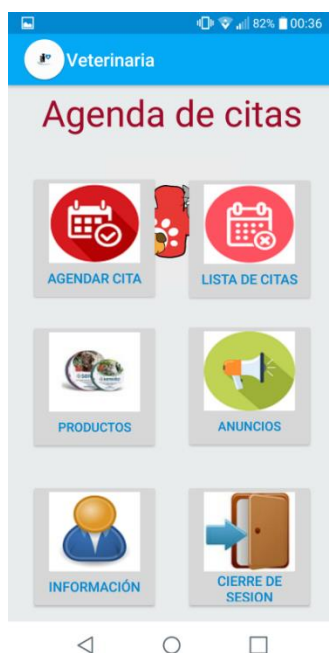 82% 00:36
Veterinaria
Agenda de citas
AGENDAR CITA
LISTA DE CITAS
PRODUCTOS
ANUNCIOS
INFORMACIÓN
CIERRE DE
SESION